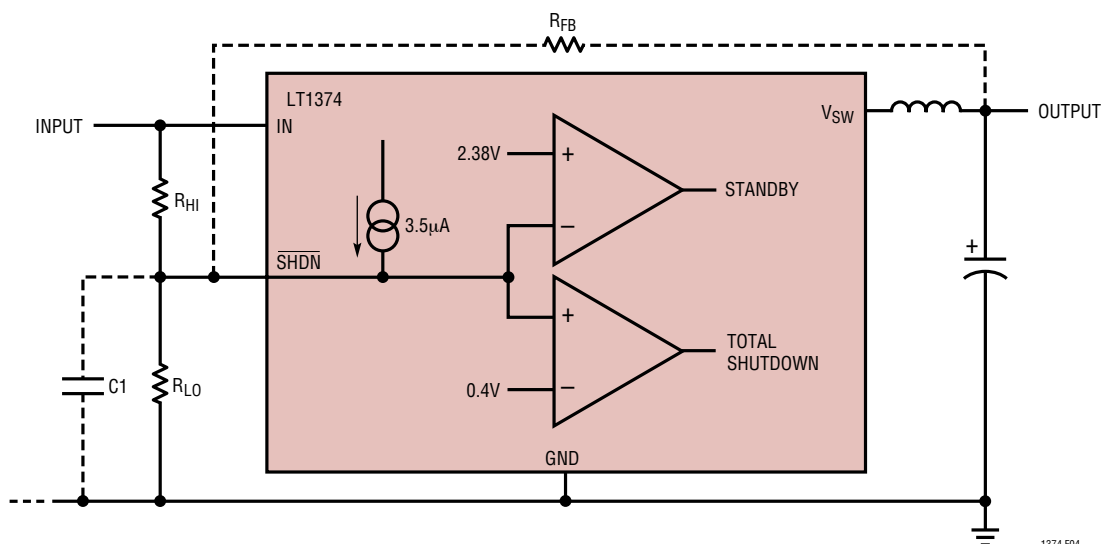 RFB
LT1374
INPUT
IN
VSW
OUTPUT
2.38V
+
STANDBY
RHI
3.5µA
–
+
SHDN
+
TOTAL
SHUTDOWN
C1
RLO
0.4V
–
GND
1374 F04